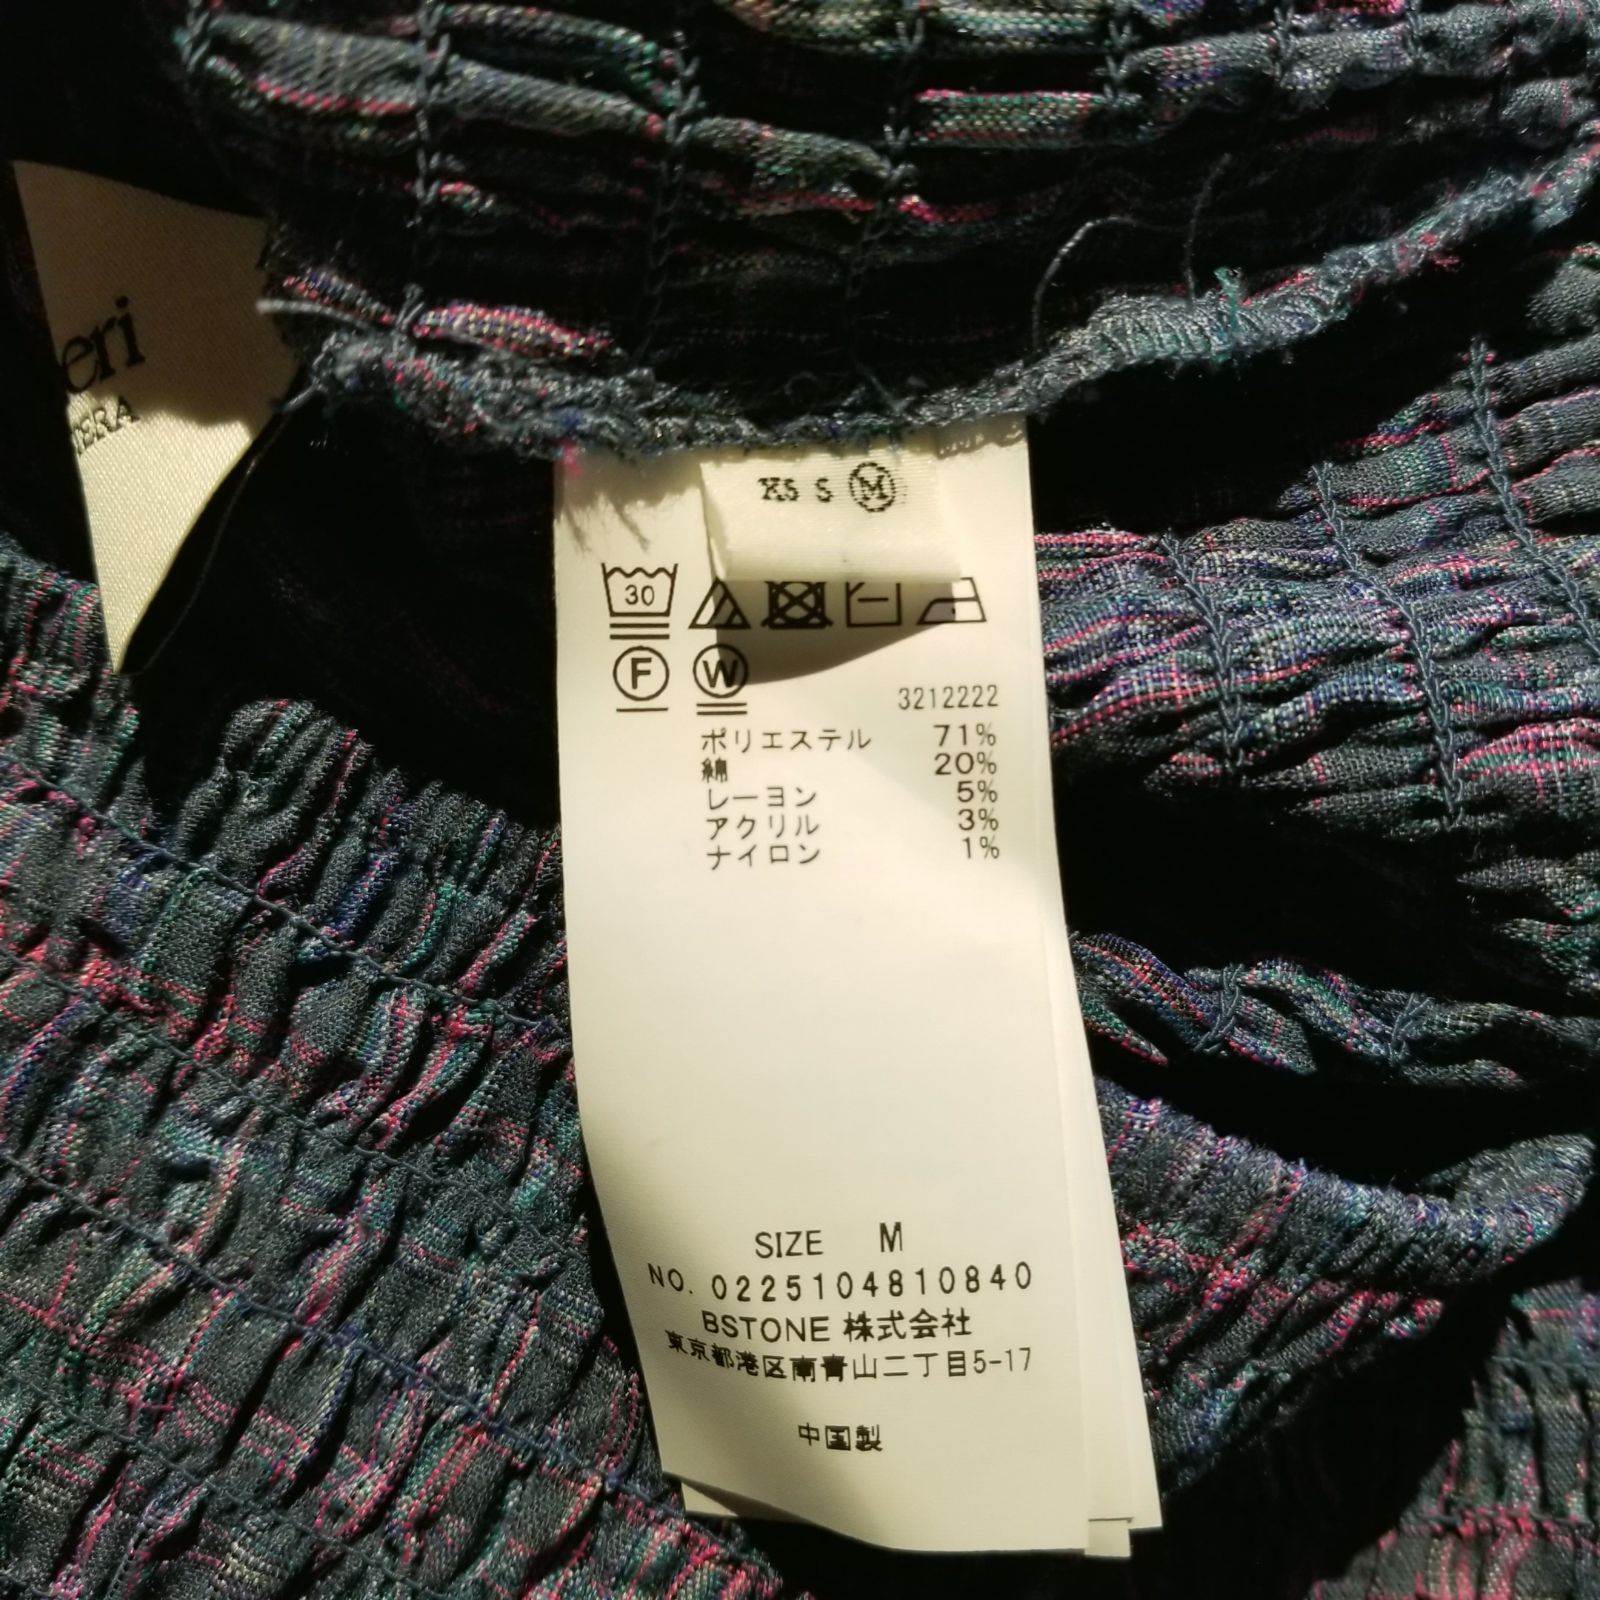 eri
ERA
XS S M
30
F W
3212222
ポリエステル 71%
綿 20%
レーヨン 5%
アクリル 3%
ナイロン 1%
SIZE M
NO. 0225104810840
BSTONE 株式会社
東京都港区南青山二丁目5-17
中国製